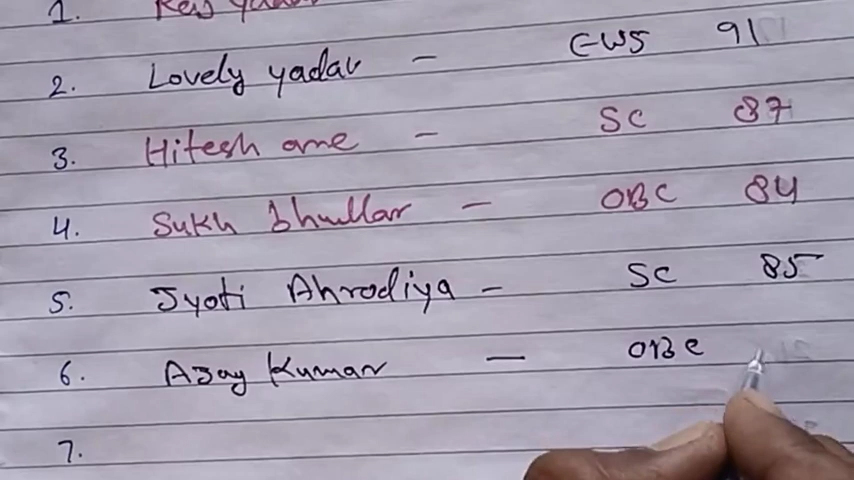 1.
2. Lovely yadav - EWS 91
3. Hitesh ame - SC 87
4. Sukh Bhullar - OBC 84
5. Jyoti Ahrodiya - SC 85
6. Ajay Kumar - OBC
7.